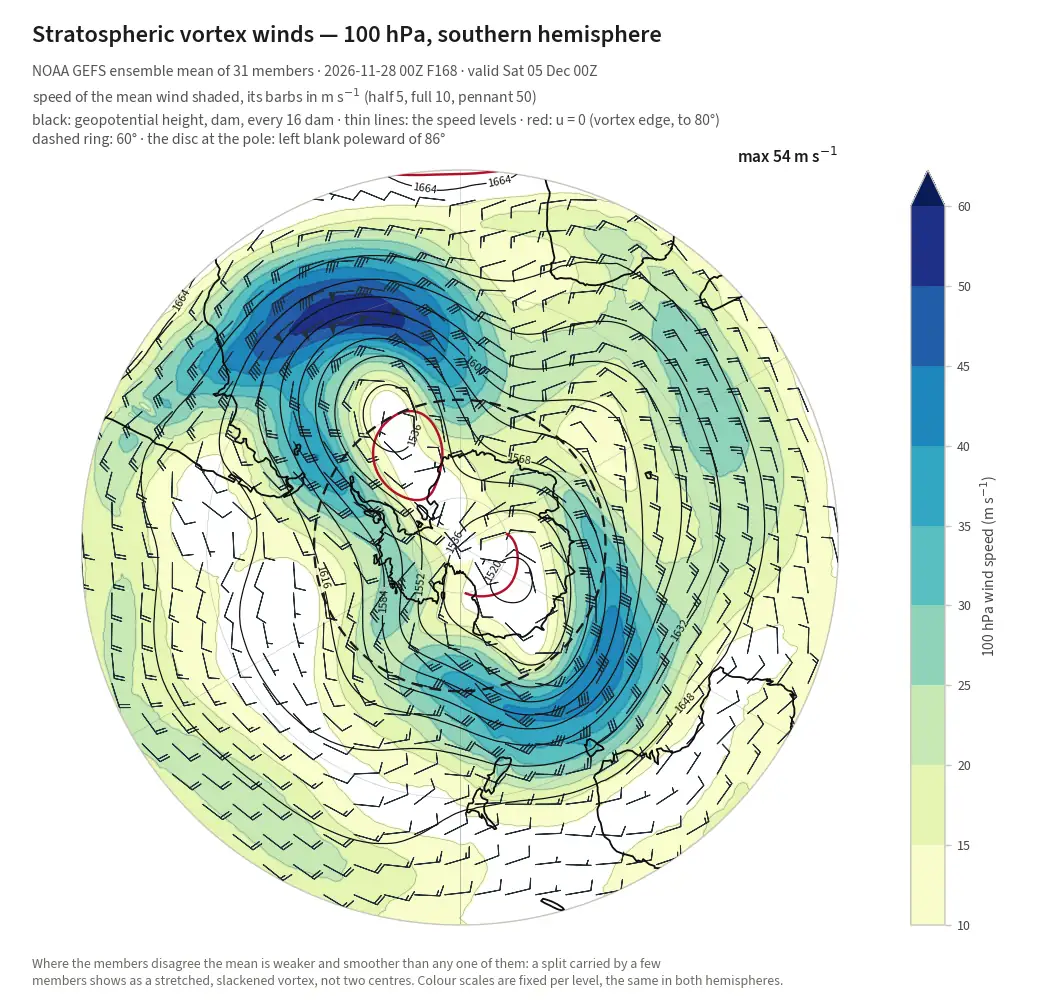 Stratospheric vortex winds — 100 hPa, southern hemisphere
NOAA GEFS ensemble mean of 31 members · 2026-11-28 00Z F168 · valid Sat 05 Dec 00Z
speed of the mean wind shaded, its barbs in m s⁻¹ (half 5, full 10, pennant 50)
black: geopotential height, dam, every 16 dam · thin lines: the speed levels · red: u = 0 (vortex edge, to 80°)
dashed ring: 60° · the disc at the pole: left blank poleward of 86°
max 54 m s⁻¹
1664
1664
1664
1600
1536
1568
1536
1520
1616
1552
1584
1632
1648
60
50
45
40
35
30
25
20
15
10
100 hPa wind speed (m s⁻¹)
Where the members disagree the mean is weaker and smoother than any one of them: a split carried by a few
members shows as a stretched, slackened vortex, not two centres. Colour scales are fixed per level, the same in both hemispheres.